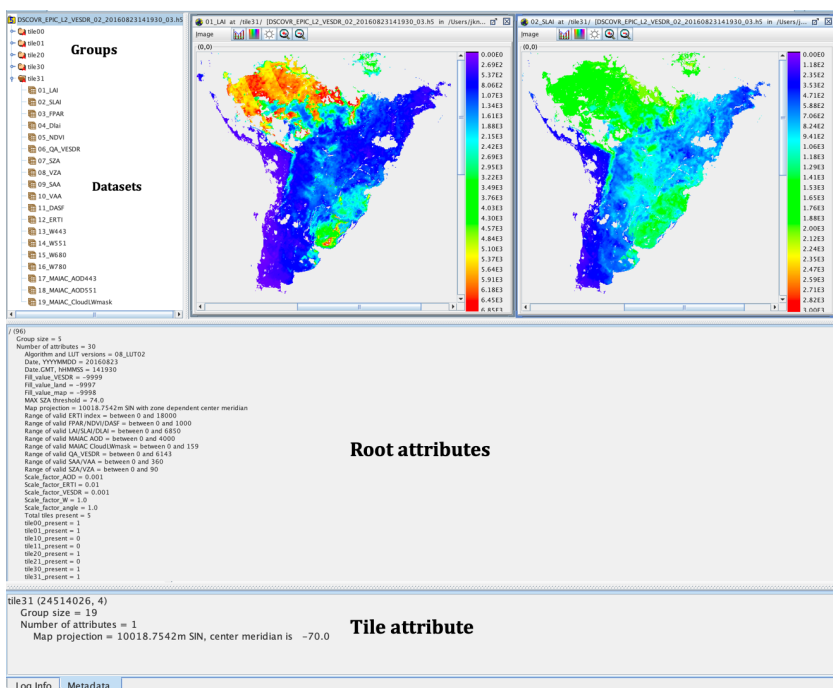 DSCOVR_EPIC_L2_VESDR_02_20160823141930_03.h5
tile00
tile01
tile20
tile30
tile31
01_LAI
02_SLAI
03_FPAR
04_Dlai
05_NDVI
06_QA_VESDR
07_SZA
08_VZA
09_SAA
10_VAA
11_DASF
12_ERTI
13_W443
14_W551
15_W680
16_W780
17_MAIAC_AOD443
18_MAIAC_AOD551
19_MAIAC_CloudLWmask
Groups
Datasets
01_LAI at /tile31/ [DSCOVR_EPIC_L2_VESDR_02_20160823141930_03.h5 in /Users/jkn...
Image
(0,0)
0.00E0
2.69E2
5.37E2
8.06E2
1.07E3
1.34E3
1.61E3
1.88E3
2.15E3
2.42E3
2.69E3
2.95E3
3.22E3
3.49E3
3.76E3
4.03E3
4.30E3
4.57E3
4.84E3
5.10E3
5.37E3
5.64E3
5.91E3
6.18E3
6.45E3
6.85E3
02_SLAI at /tile31/ [DSCOVR_EPIC_L2_VESDR_02_20160823141930_03.h5 in /Users/j...
Image
(0,0)
0.00E0
1.18E2
2.35E2
3.53E2
4.71E2
5.88E2
7.06E2
8.24E2
9.41E2
1.06E3
1.18E3
1.29E3
1.41E3
1.53E3
1.65E3
1.76E3
1.88E3
2.00E3
2.12E3
2.24E3
2.35E3
2.47E3
2.59E3
2.71E3
2.82E3
3.00E3
/ (96)
Group size = 5
Number of attributes = 30
Algorithm and LUT versions = 08_LUT02
Date, YYYYMMDD = 20160823
Date.GMT, hHMMSS = 141930
Fill_value_VESDR = -9999
Fill_value_land = -9997
Fill_value_map = -9998
MAX SZA threshold = 74.0
Map projection = 10018.7542m SIN with zone dependent center meridian
Range of valid ERTI index = between 0 and 18000
Range of valid FPAR/NDVI/DASF = between 0 and 1000
Range of valid LAI/SLAI/DLAI = between 0 and 6850
Range of valid MAIAC AOD = between 0 and 4000
Range of valid MAIAC CloudLWmask = between 0 and 159
Range of valid QA_VESDR = between 0 and 6143
Range of valid SAA/VAA = between 0 and 360
Range of valid SZA/VZA = between 0 and 90
Scale_factor_AOD = 0.001
Scale_factor_ERTI = 0.01
Scale_factor_VESDR = 0.001
Scale_factor_W = 1.0
Scale_factor_angle = 1.0
Total tiles present = 5
tile00_present = 1
tile01_present = 1
tile10_present = 0
tile11_present = 0
tile20_present = 1
tile21_present = 0
tile30_present = 1
tile31_present = 1
Root attributes
tile31 (24514026, 4)
Group size = 19
Number of attributes = 1
Map projection = 10018.7542m SIN, center meridian is -70.0
Tile attribute
Log Info
Metadata